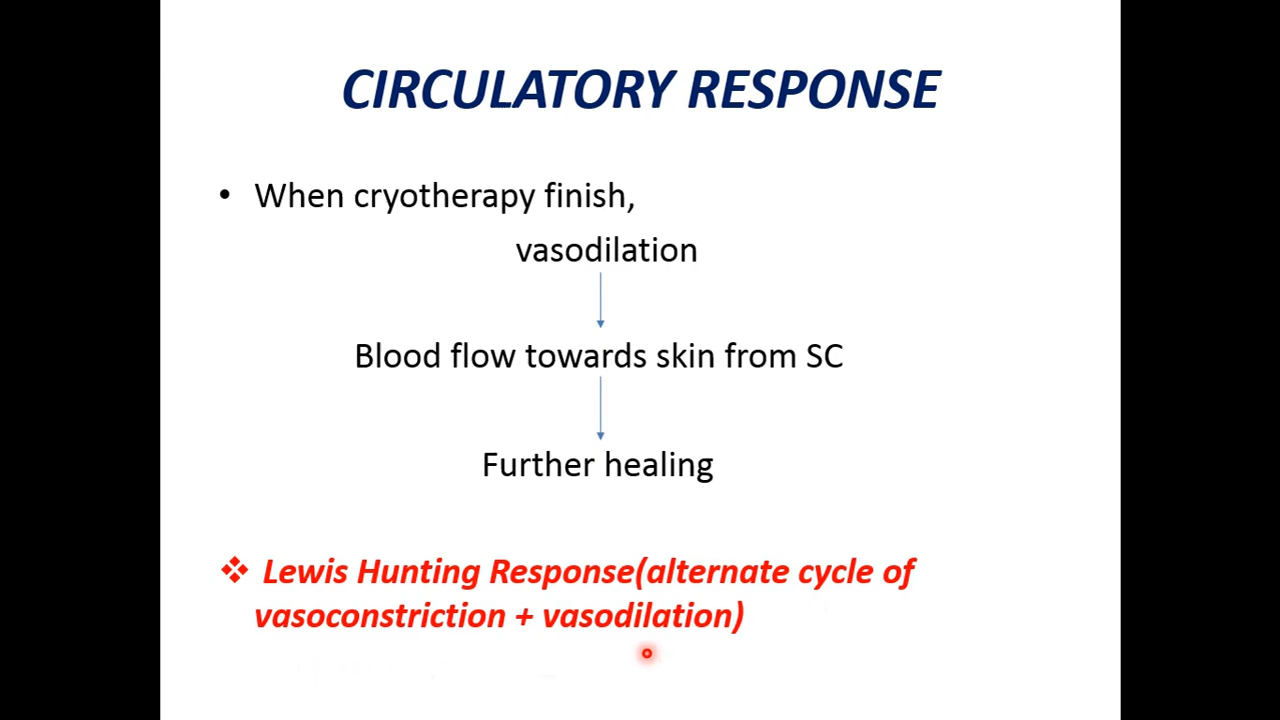 CIRCULATORY RESPONSE
• When cryotherapy finish,
vasodilation
Blood flow towards skin from SC
Further healing
❖ Lewis Hunting Response(alternate cycle of
vasoconstriction + vasodilation)